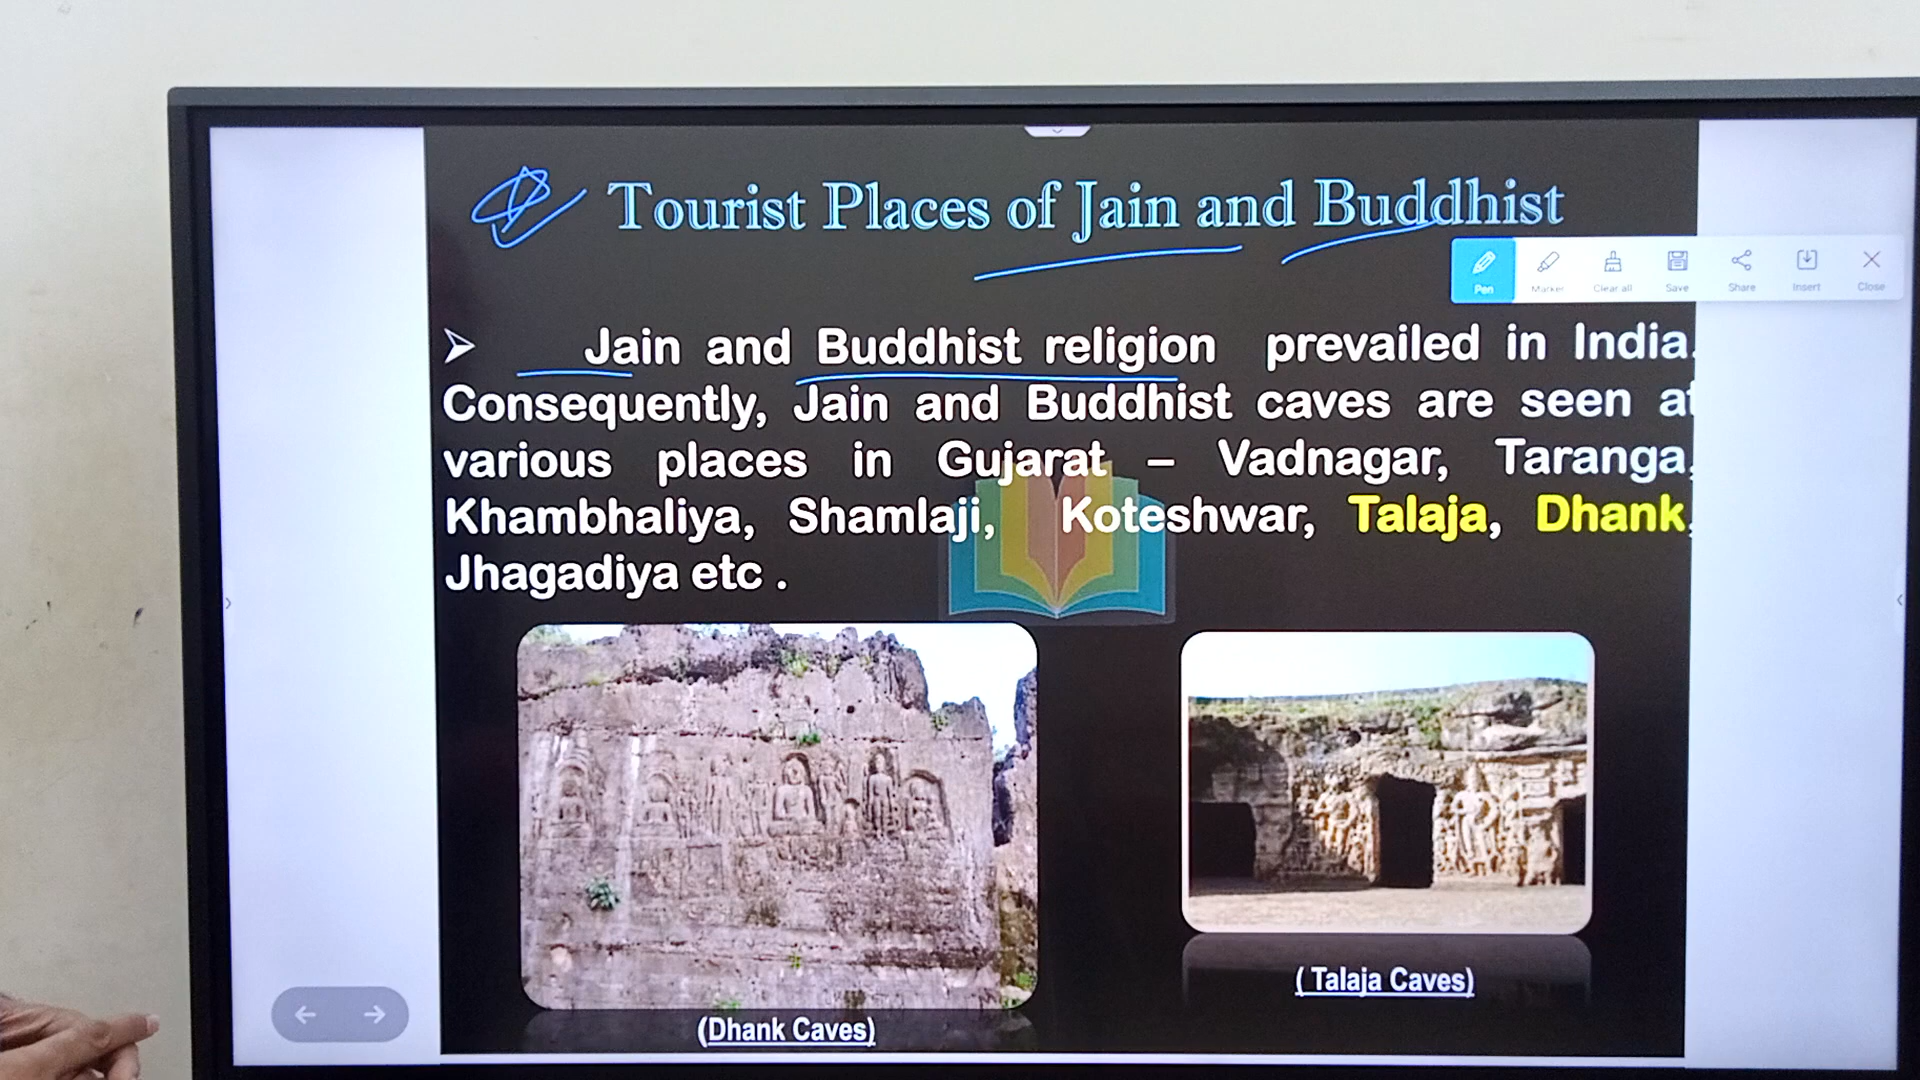 Tourist Places of Jain and Buddhist
Pen Marker Clear all Save Share Insert Close
➢ Jain and Buddhist religion prevailed in India.
Consequently, Jain and Buddhist caves are seen at
various places in Gujarat – Vadnagar, Taranga,
Khambhaliya, Shamlaji, Koteshwar, Talaja, Dhank,
Jhagadiya etc .
(Dhank Caves)
( Talaja Caves)